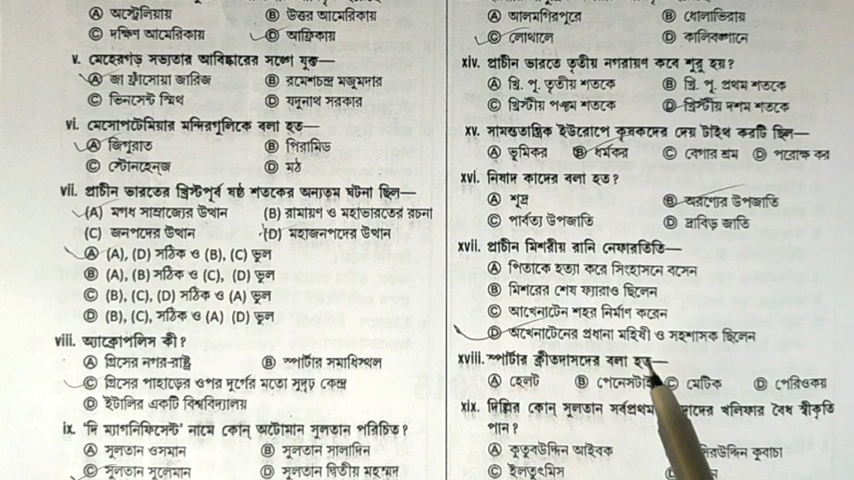 Ⓐ অস্ট্রেলিয়ায় Ⓑ উত্তর আমেরিকায়
Ⓒ দক্ষিণ আমেরিকায় Ⓓ আফ্রিকায়
v. মেহেরগড় সভ্যতার আবিষ্কারের সঙ্গে যুক্ত—
Ⓐ জাঁ ফ্রাঁসোয়া জারিজ Ⓑ রমেশচন্দ্র মজুমদার
Ⓒ ভিনসেন্ট স্মিথ Ⓓ যদুনাথ সরকার
vi. মেসোপটেমিয়ার মন্দিরগুলিকে বলা হত—
Ⓐ জিগুরাত Ⓑ পিরামিড
Ⓒ স্টোনহেন্‌জ Ⓓ মঠ
vii. প্রাচীন ভারতের খ্রিস্টপূর্ব ষষ্ঠ শতকের অন্যতম ঘটনা ছিল—
(A) মগধ সাম্রাজ্যের উত্থান (B) রামায়ণ ও মহাভারতের রচনা
(C) জনপদের উত্থান (D) মহাজনপদের উত্থান
Ⓐ (A), (D) সঠিক ও (B), (C) ভুল
Ⓑ (A), (B) সঠিক ও (C), (D) ভুল
Ⓒ (B), (C), (D) সঠিক ও (A) ভুল
Ⓓ (B), (C), সঠিক ও (A) (D) ভুল
viii. অ্যাক্রোপলিস কী?
Ⓐ গ্রিসের নগর-রাষ্ট্র Ⓑ স্পার্টার সমাধিস্থল
Ⓒ গ্রিসের পাহাড়ের ওপর দুর্গের মতো সুদৃঢ় কেন্দ্র
Ⓓ ইটালির একটি বিশ্ববিদ্যালয়
ix. 'দি ম্যাগনিফিসেন্ট' নামে কোন্ অটোমান সুলতান পরিচিত?
Ⓐ সুলতান ওসমান Ⓑ সুলতান সালাদিন
Ⓒ সুলতান সুলেমান Ⓓ সুলতান দ্বিতীয় মহম্মদ
Ⓐ আলমগিরপুরে Ⓑ ধোলাভিরায়
Ⓒ লোথালে Ⓓ কালিবঙ্গানে
xiv. প্রাচীন ভারতে তৃতীয় নগরায়ণ কবে শুরু হয়?
Ⓐ খ্রি. পূ. তৃতীয় শতকে Ⓑ খ্রি. পূ. প্রথম শতকে
Ⓒ খ্রিস্টীয় পঞ্চম শতকে Ⓓ খ্রিস্টীয় দশম শতকে
xv. সামন্ততান্ত্রিক ইউরোপে কৃষকদের দেয় টাইথ করটি ছিল—
Ⓐ ভূমিকর Ⓑ ধর্মকর Ⓒ বেগার শ্রম Ⓓ পরোক্ষ কর
xvi. নিষাদ কাদের বলা হত?
Ⓐ শূদ্র Ⓑ অরণ্যের উপজাতি
Ⓒ পার্বত্য উপজাতি Ⓓ দ্রাবিড় জাতি
xvii. প্রাচীন মিশরীয় রানি নেফারতিতি—
Ⓐ পিতাকে হত্যা করে সিংহাসনে বসেন
Ⓑ মিশরের শেষ ফ্যারাও ছিলেন
Ⓒ আখেনাটেন শহর নির্মাণ করেন
Ⓓ অখেনাটেনের প্রধানা মহিষী ও সহশাসক ছিলেন
xviii. স্পার্টার ক্রীতদাসদের বলা হত—
Ⓐ হেলট Ⓑ পেনেসটাই Ⓒ মেটিক Ⓓ পেরিওকয়
xix. দিল্লির কোন্ সুলতান সর্বপ্রথম খলিফার বৈধ স্বীকৃতি
পান?
Ⓐ কুতুবউদ্দিন আইবক কুবাচা
Ⓒ ইলতুৎমিস